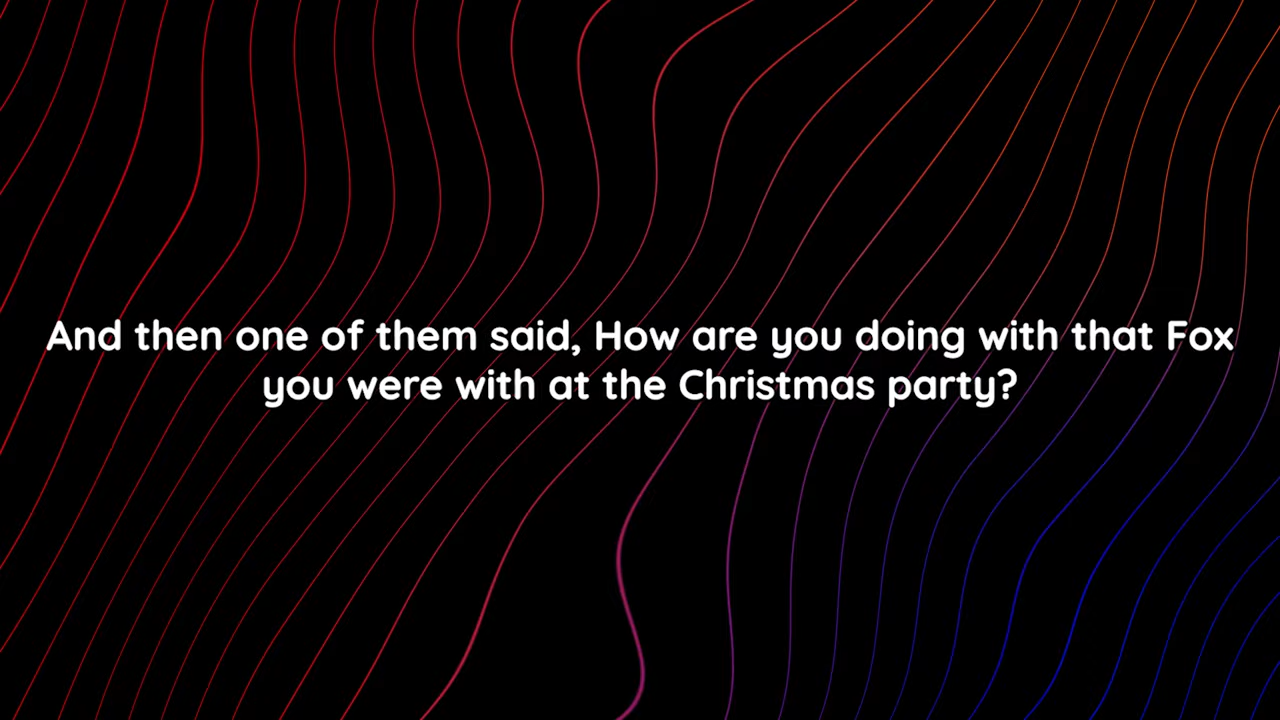 And then one of them said, How are you doing with that Fox
you were with at the Christmas party?